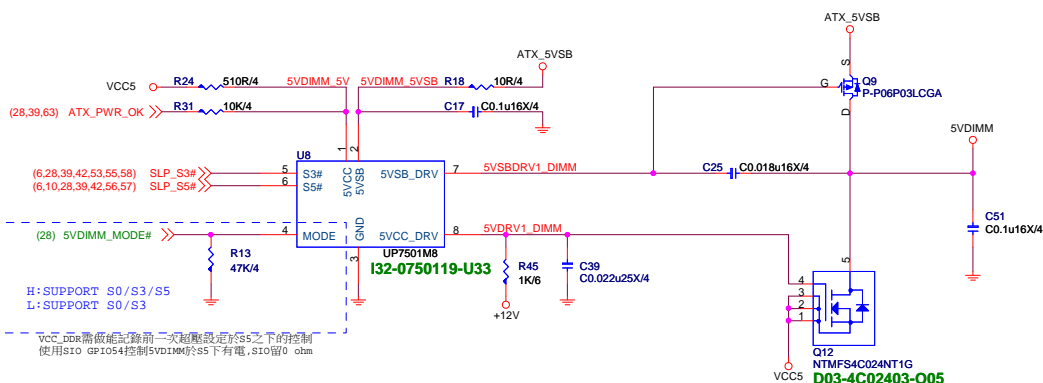 ATX_5VSB
S
G
Q9
P-P06P03LCGA
D
5VDIMM
ATX_5VSB
VCC5
R24
510R/4
5VDIMM_5V
5VDIMM_5VSB
R18
10R/4
(28,39,63)
ATX_PWR_OK
R31
10K/4
C17
C0.1u16X/4
U8
1
2
5VCC
5VSB
(6,28,39,42,53,55,58)
SLP_S3#
5
S3#
5VSB_DRV
7
5VSBDRV1_DIMM
C25
C0.018u16X/4
(6,10,28,39,42,56,57)
SLP_S5#
6
S5#
(28)
5VDIMM_MODE#
4
MODE
GND
5VCC_DRV
8
5VDRV1_DIMM
C51
C0.1u16X/4
R13
47K/4
3
UP7501M8
I32-0750119-U33
R45
1K/6
+12V
C39
C0.022u25X/4
5
4
3
2
1
Q12
NTMFS4C024NT1G
D03-4C02403-O05
VCC5
H:SUPPORT S0/S3/S5
L:SUPPORT S0/S3
VCC_DDR需做能記錄前一次超壓設定於S5之下的控制
使用SIO GPIO54控制5VDIMM於S5下有電,SIO留0 ohm